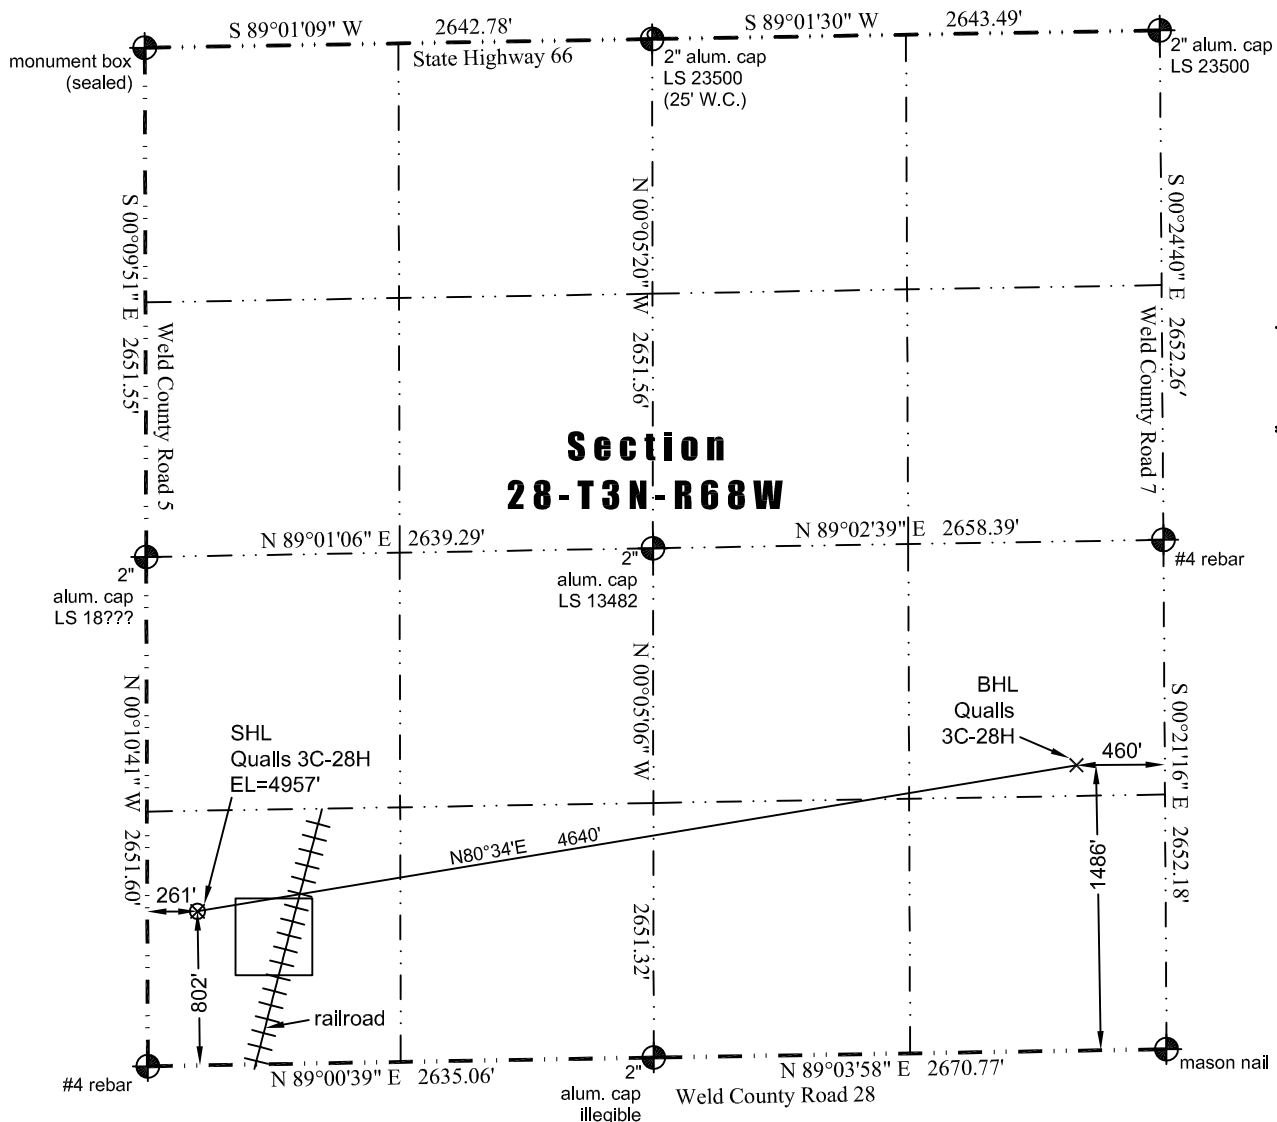 S 89°01'09" W 2642.78'
S 89°01'30" W 2643.49'
monument box
(sealed)
State Highway 66
2" alum. cap
LS 23500
(25' W.C.)
2" alum. cap
LS 23500
S 00°09'51" E 2651.55'
Weld County Road 5
N 00°05'20" W 2651.56'
S 00°24'40" E 2652.26'
Weld County Road 7
Section
28-T3N-R68W
N 89°01'06" E 2639.29'
N 89°02'39" E 2658.39'
2"
alum. cap
LS 18???
2"
alum. cap
LS 13482
#4 rebar
N 00°10'41" W 2651.60'
SHL
Qualls 3C-28H
EL=4957'
N 00°05'06" W 2651.32'
BHL
Qualls
3C-28H
460'
S 00°21'16" E 2652.18'
N80°34'E 4640'
261'
802'
1486'
railroad
#4 rebar
N 89°00'39" E 2635.06'
2"
alum. cap
illegible
N 89°03'58" E 2670.77'
Weld County Road 28
mason nail